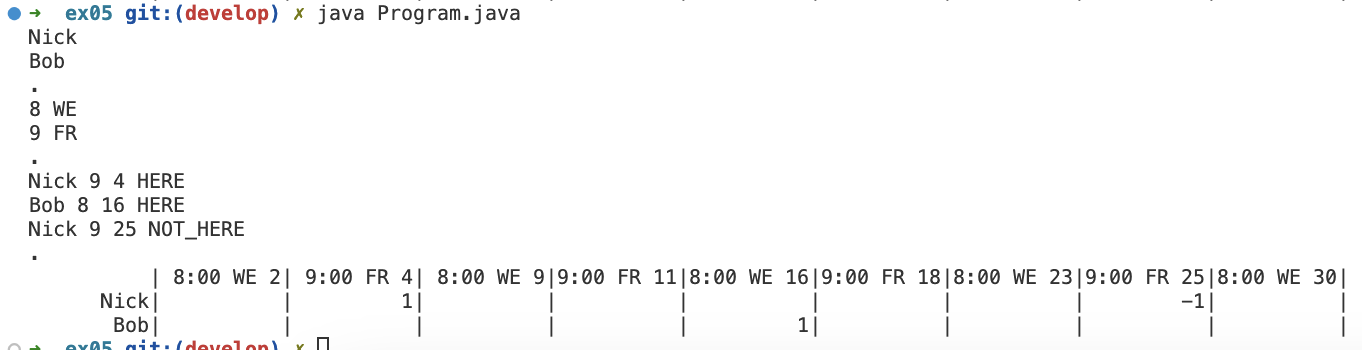 ➜  ex05 git:(develop) ✗ java Program.java
Nick
Bob
.
8 WE
9 FR
.
Nick 9 4 HERE
Bob 8 16 HERE
Nick 9 25 NOT_HERE
.
          | 8:00 WE 2| 9:00 FR 4| 8:00 WE 9|9:00 FR 11|8:00 WE 16|9:00 FR 18|8:00 WE 23|9:00 FR 25|8:00 WE 30|
      Nick|          |         1|          |          |          |          |          |        -1|          |
       Bob|          |          |          |          |         1|          |          |          |          |
➜  ex05 git:(develop) ✗